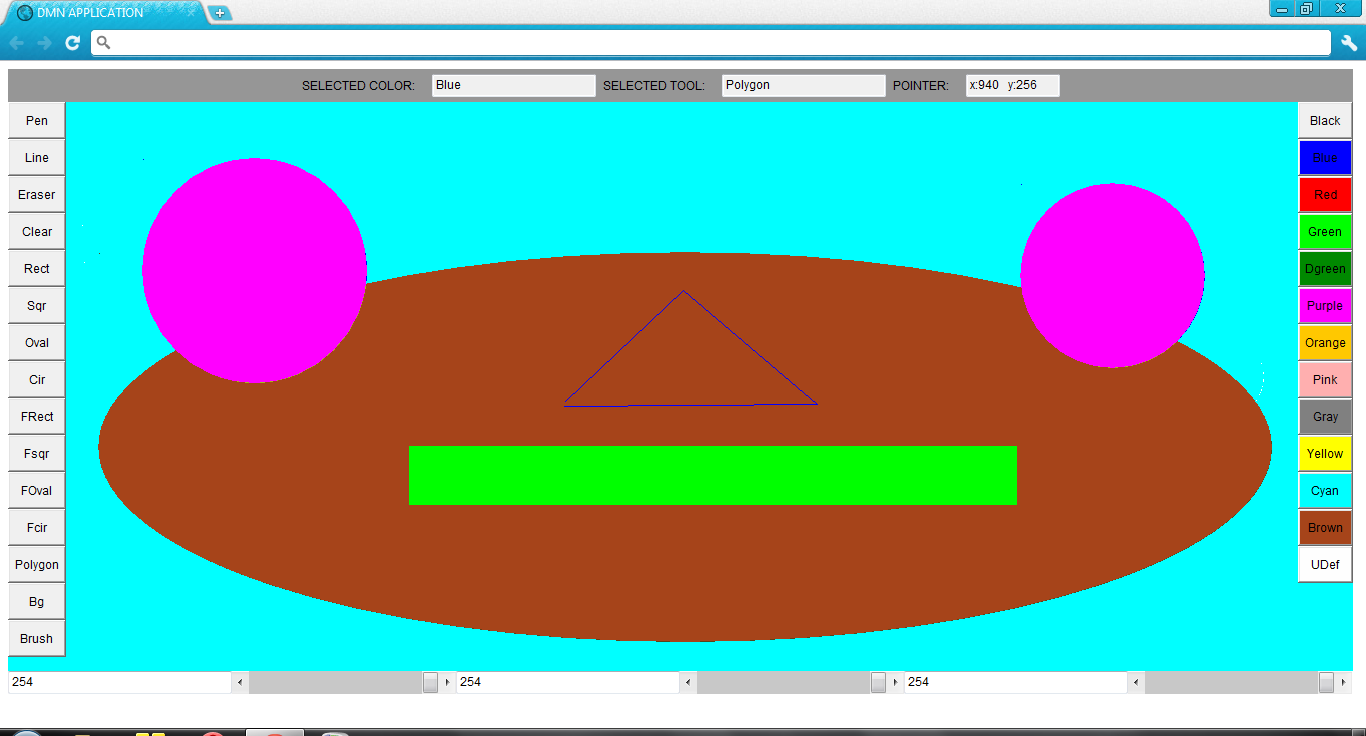 DMN APPLICATION
SELECTED COLOR: Blue SELECTED TOOL: Polygon POINTER: x:940 y:256
Pen
Line
Eraser
Clear
Rect
Sqr
Oval
Cir
FRect
Fsqr
FOval
Fcir
Polygon
Bg
Brush
Black
Blue
Red
Green
Dgreen
Purple
Orange
Pink
Gray
Yellow
Cyan
Brown
UDef
254 254 254